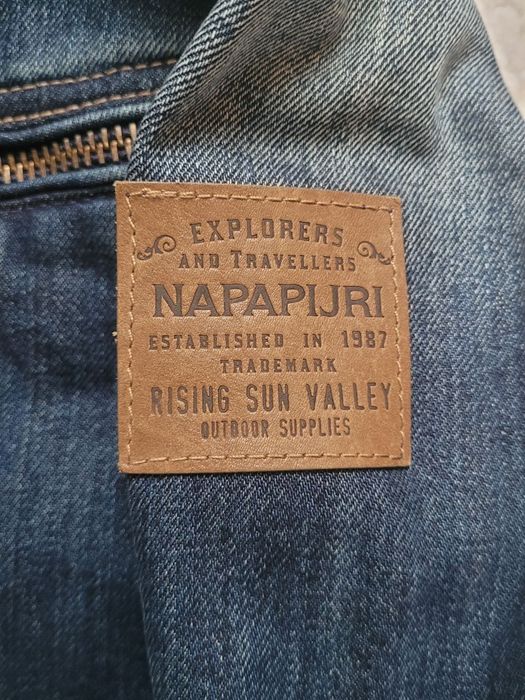 EXPLORERS
AND TRAVELLERS
NAPAPIJRI
ESTABLISHED IN 1987
TRADEMARK
RISING SUN VALLEY
OUTDOOR SUPPLIES